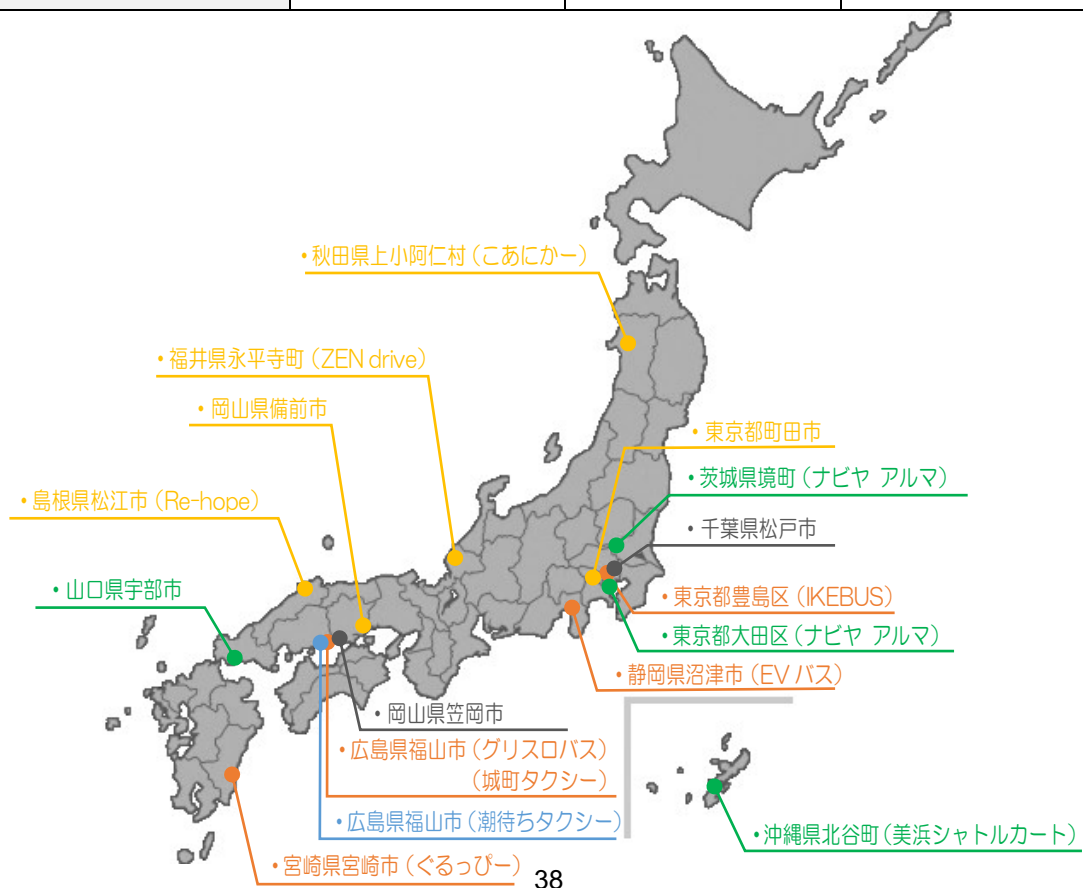 ・秋田県上小阿仁村（こあにかー）
・福井県永平寺町（ZEN drive）
・岡山県備前市
・東京都町田市
・茨城県境町（ナビヤ アルマ）
・島根県松江市（Re-hope）
・千葉県松戸市
・山口県宇部市
・東京都豊島区（IKEBUS）
・東京都大田区（ナビヤ アルマ）
・静岡県沼津市（EV バス）
・岡山県笠岡市
・広島県福山市（グリスロバス）
（城町タクシー）
・広島県福山市（潮待ちタクシー）
・沖縄県北谷町（美浜シャトルカート）
・宮崎県宮崎市（ぐるっぴー）
38